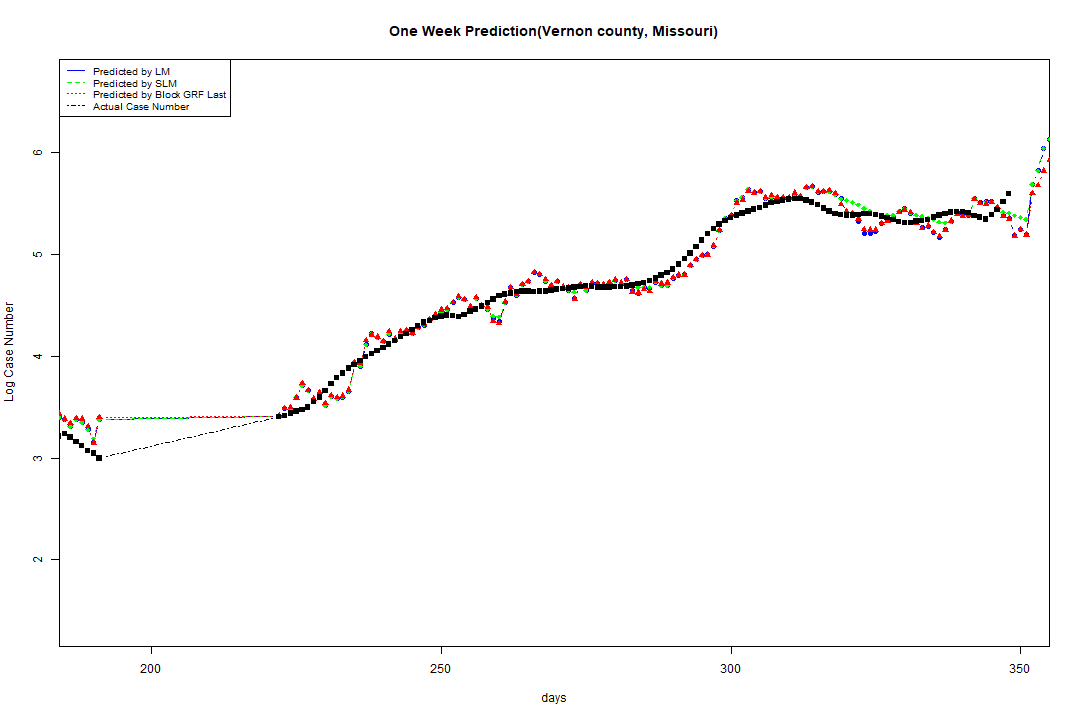 One Week Prediction(Vernon county, Missouri)
Predicted by LM
Predicted by SLM
Predicted by Block GRF Last
Actual Case Number
6
5
4
3
2
Log Case Number
200 250 300 350
days